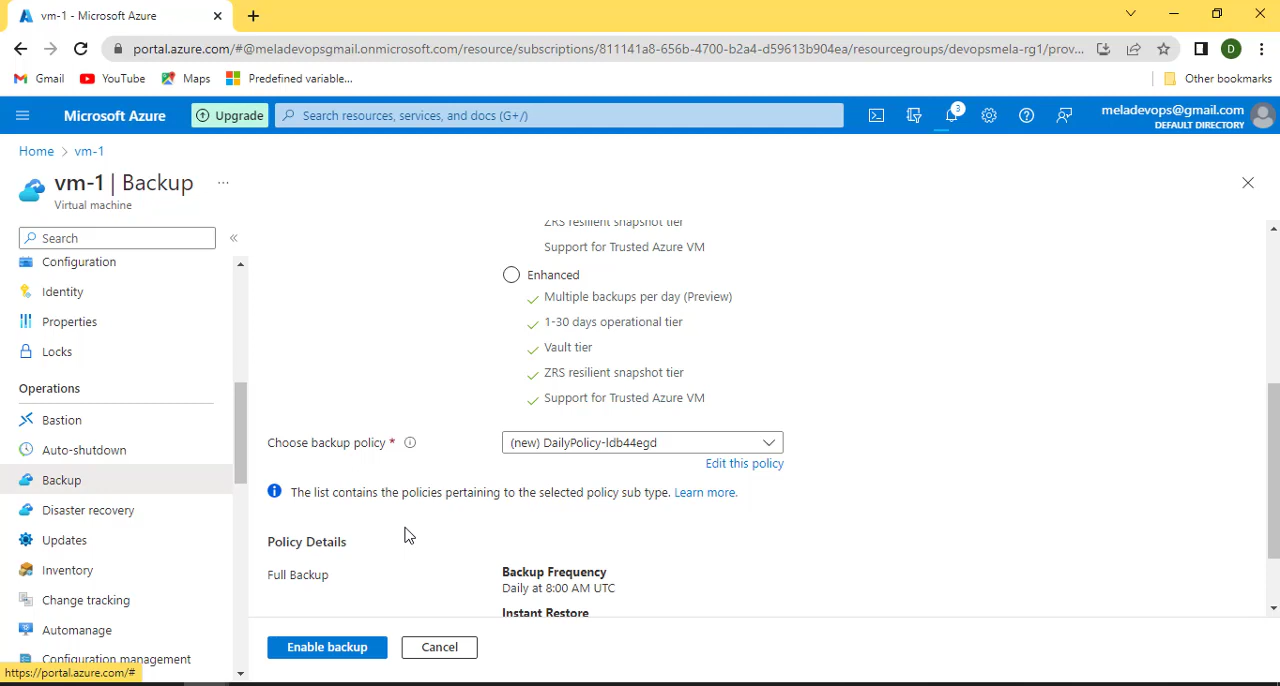 vm-1 - Microsoft Azure
portal.azure.com/#@meladevopsgmail.onmicrosoft.com/resource/subscriptions/811141a8-656b-4700-b2a4-d59613b904ea/resourcegroups/devopsmela-rg1/prov...
D
Gmail
YouTube
Maps
Predefined variable...
Other bookmarks
Microsoft Azure
Upgrade
Search resources, services, and docs (G+/)
3
meladevops@gmail.com
DEFAULT DIRECTORY
Home > vm-1
vm-1 | Backup ...
Virtual machine
Search
«
Configuration
Identity
Properties
Locks
Operations
Bastion
Auto-shutdown
Backup
Disaster recovery
Updates
Inventory
Change tracking
Automanage
Configuration management
https://portal.azure.com/#
ZRS resilient snapshot tier
Support for Trusted Azure VM
Enhanced
Multiple backups per day (Preview)
1-30 days operational tier
Vault tier
ZRS resilient snapshot tier
Support for Trusted Azure VM
Choose backup policy *
(new) DailyPolicy-ldb44egd
Edit this policy
The list contains the policies pertaining to the selected policy sub type. Learn more.
Policy Details
Full Backup
Backup Frequency
Daily at 8:00 AM UTC
Instant Restore
Enable backup
Cancel